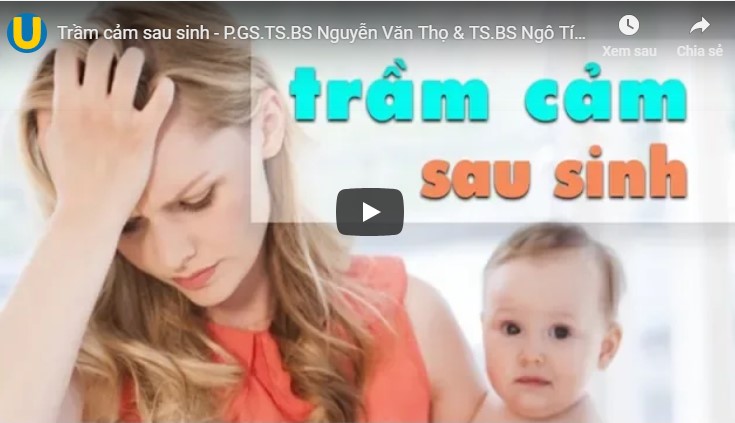 U
Trầm cảm sau sinh - P.GS.TS.BS Nguyễn Văn Thọ & TS.BS Ngô Tí...
Xem sau
Chia sẻ
trầm cảm
sau sinh